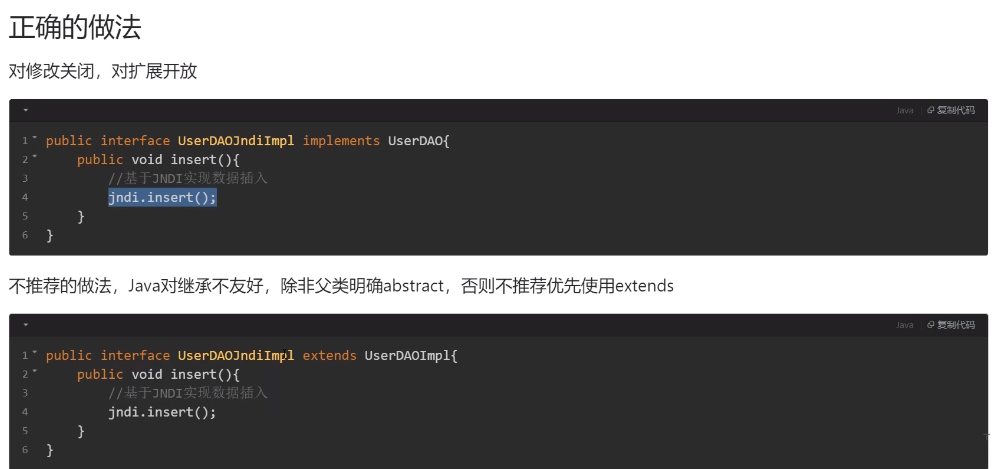 正确的做法
对修改关闭，对扩展开放
Java 复制代码
1 public interface UserDAOJndiImpl implements UserDAO{
2 public void insert(){
3 //基于JNDI实现数据插入
4 jndi.insert();
5 }
6 }
不推荐的做法，Java对继承不友好，除非父类明确abstract，否则不推荐优先使用extends
Java 复制代码
1 public interface UserDAOJndiImpl extends UserDAOImpl{
2 public void insert(){
3 //基于JNDI实现数据插入
4 jndi.insert();
5 }
6 }